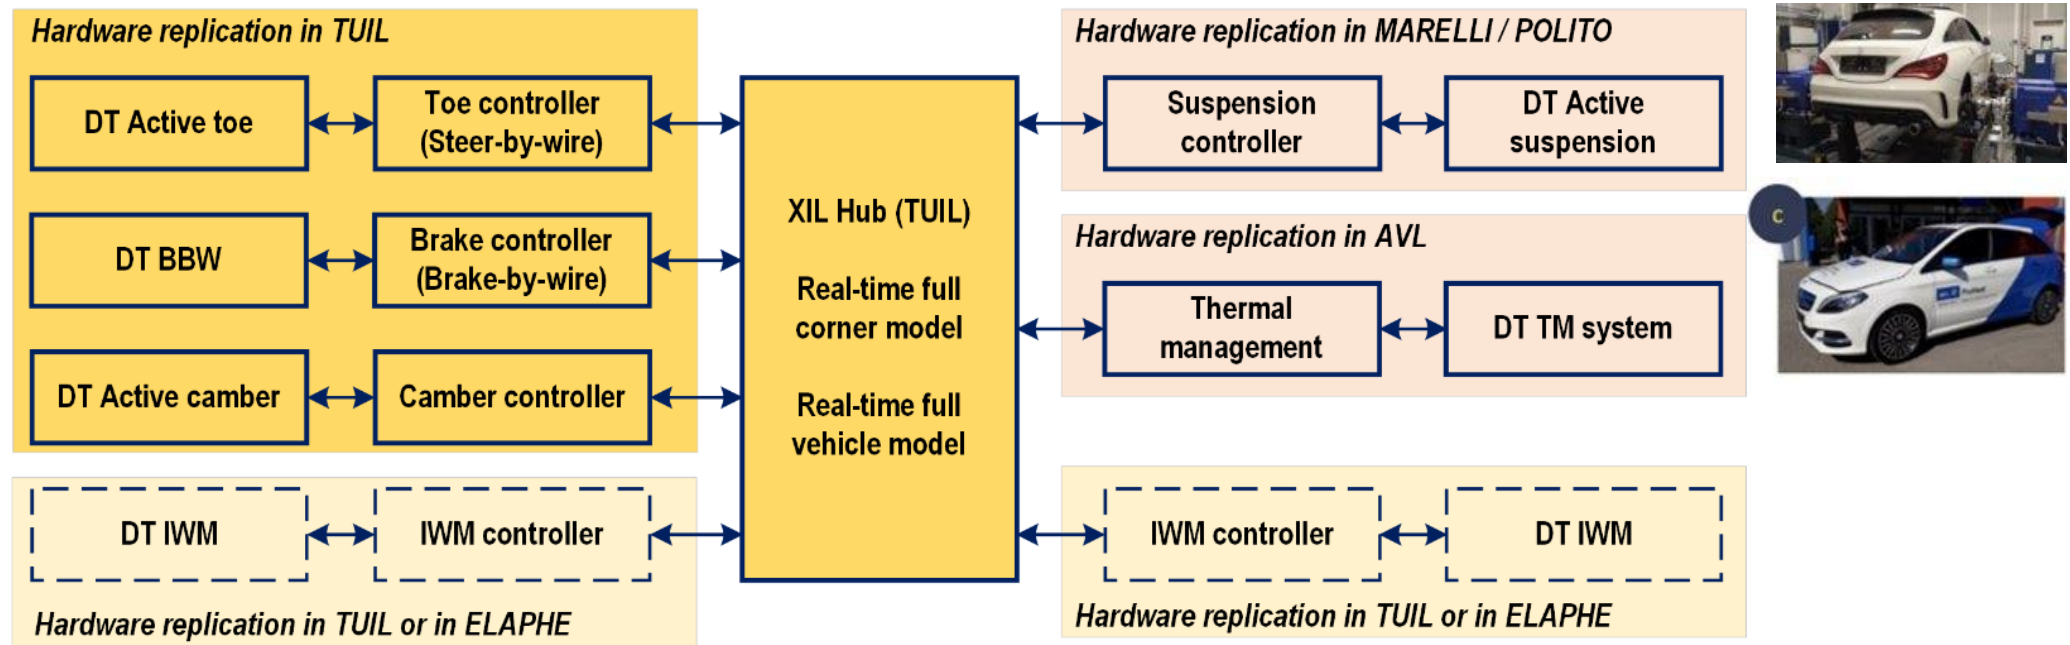 Hardware replication in TUIL
DT Active toe
Toe controller
(Steer-by-wire)
DT BBW
Brake controller
(Brake-by-wire)
DT Active camber
Camber controller
DT IWM
IWM controller
Hardware replication in TUIL or in ELAPHE
XIL Hub (TUIL)
Real-time full
corner model
Real-time full
vehicle model
Hardware replication in MARELLI / POLITO
Suspension
controller
DT Active
suspension
Hardware replication in AVL
Thermal
management
DT TM system
IWM controller
DT IWM
Hardware replication in TUIL or in ELAPHE
C